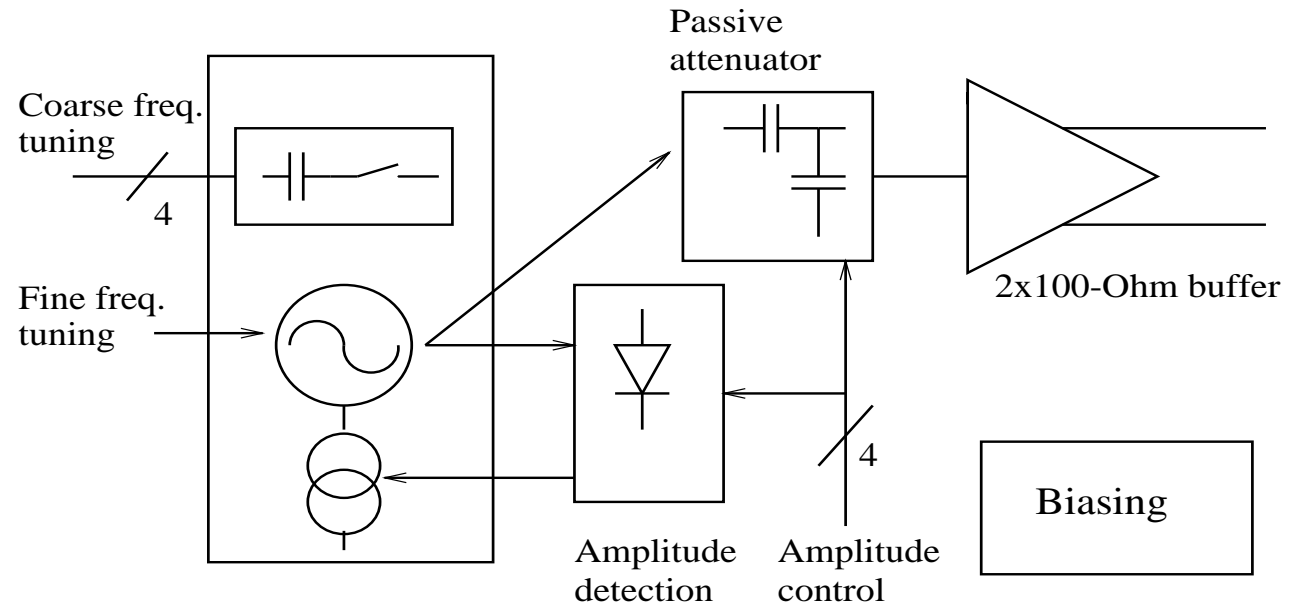 Passive
attenuator
Coarse freq.
tuning
4
2x100-Ohm buffer
Fine freq.
tuning
4
Biasing
Amplitude
detection
Amplitude
control